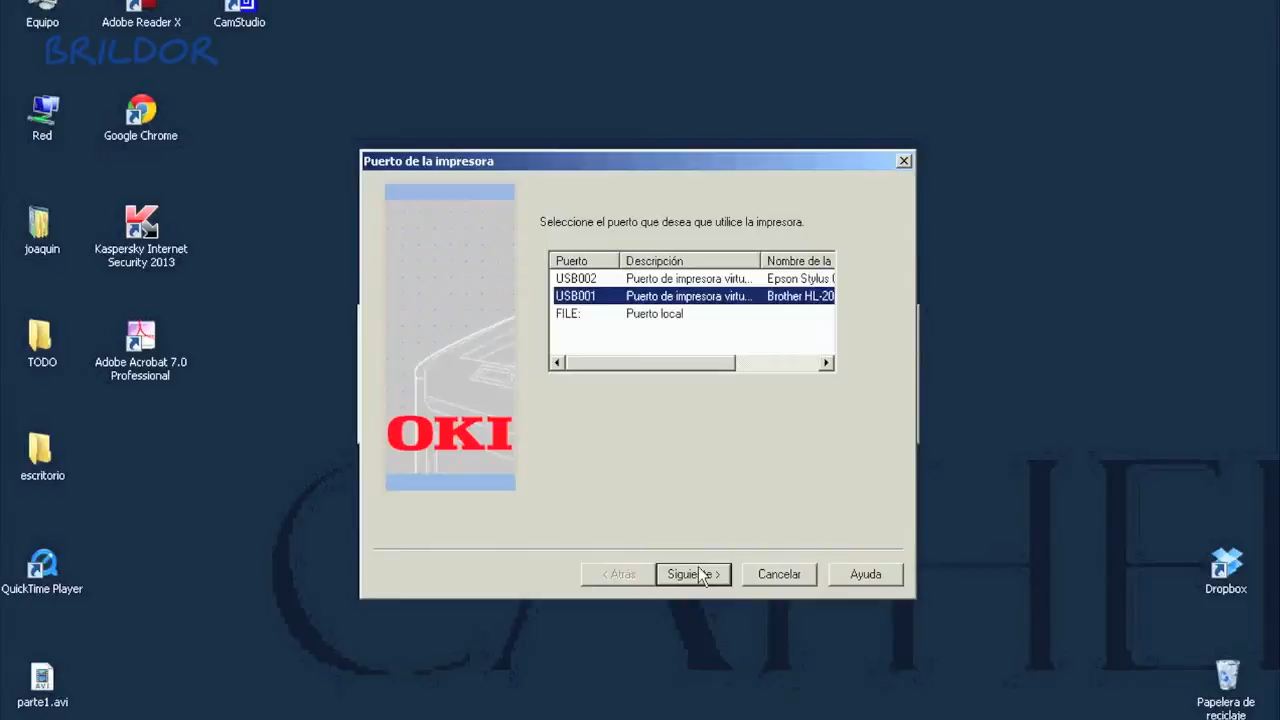 Equipo
Adobe Reader X
CamStudio
BRILDOR
Red
Google Chrome
joaquin
Kaspersky Internet
Security 2013
TODO
Adobe Acrobat 7.0
Professional
escritorio
QuickTime Player
AVI
parte1.avi
Puerto de la impresora
Seleccione el puerto que desea que utilice la impresora.
Puerto Descripción Nombre de la
USB002 Puerto de impresora virtu... Epson Stylus
USB001 Puerto de impresora virtu... Brother HL-20
FILE: Puerto local
OKI
< Atrás Siguiente > Cancelar Ayuda
Dropbox
Papelera de
reciclaje